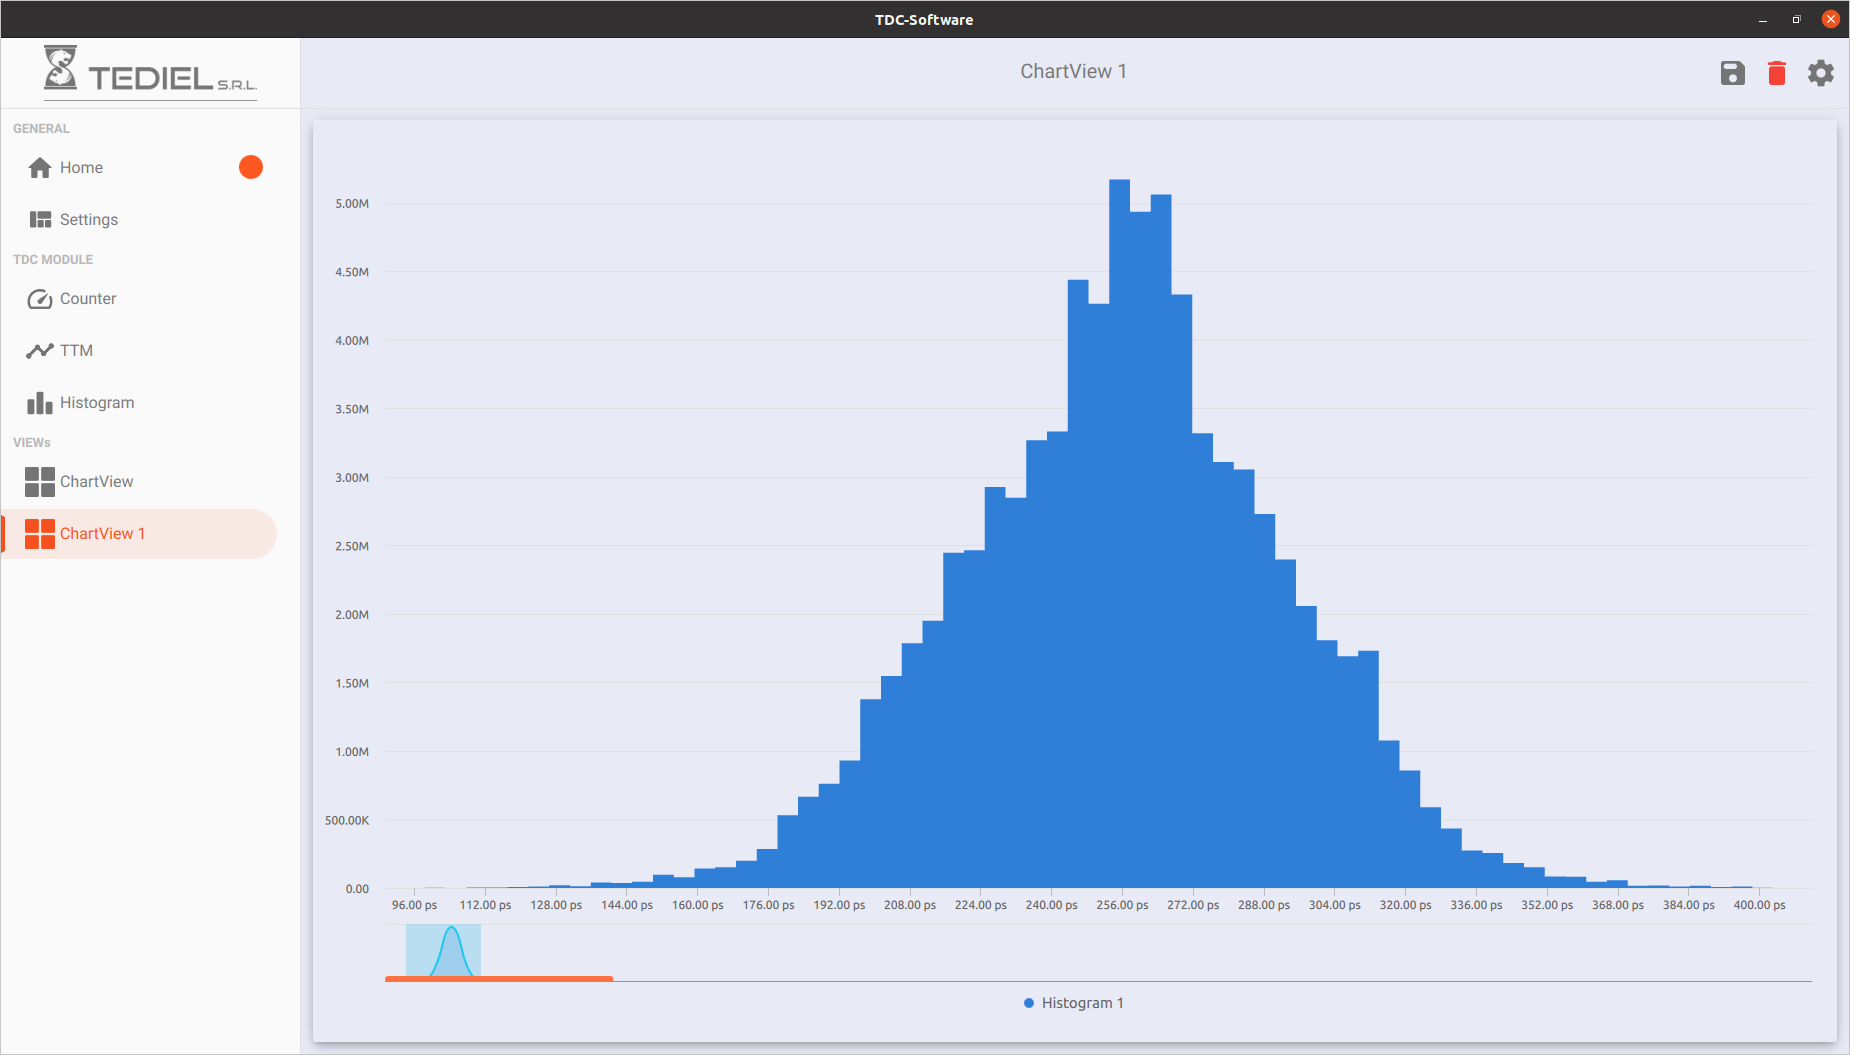 TDC-Software
TEDIEL S.R.L.
ChartView 1
GENERAL
Home
Settings
TDC MODULE
Counter
TTM
Histogram
VIEWs
ChartView
ChartView 1
5.00M
4.50M
4.00M
3.50M
3.00M
2.50M
2.00M
1.50M
1.00M
500.00K
0.00
96.00 ps 112.00 ps 128.00 ps 144.00 ps 160.00 ps 176.00 ps 192.00 ps 208.00 ps 224.00 ps 240.00 ps 256.00 ps 272.00 ps 288.00 ps 304.00 ps 320.00 ps 336.00 ps 352.00 ps 368.00 ps 384.00 ps 400.00 ps
Histogram 1